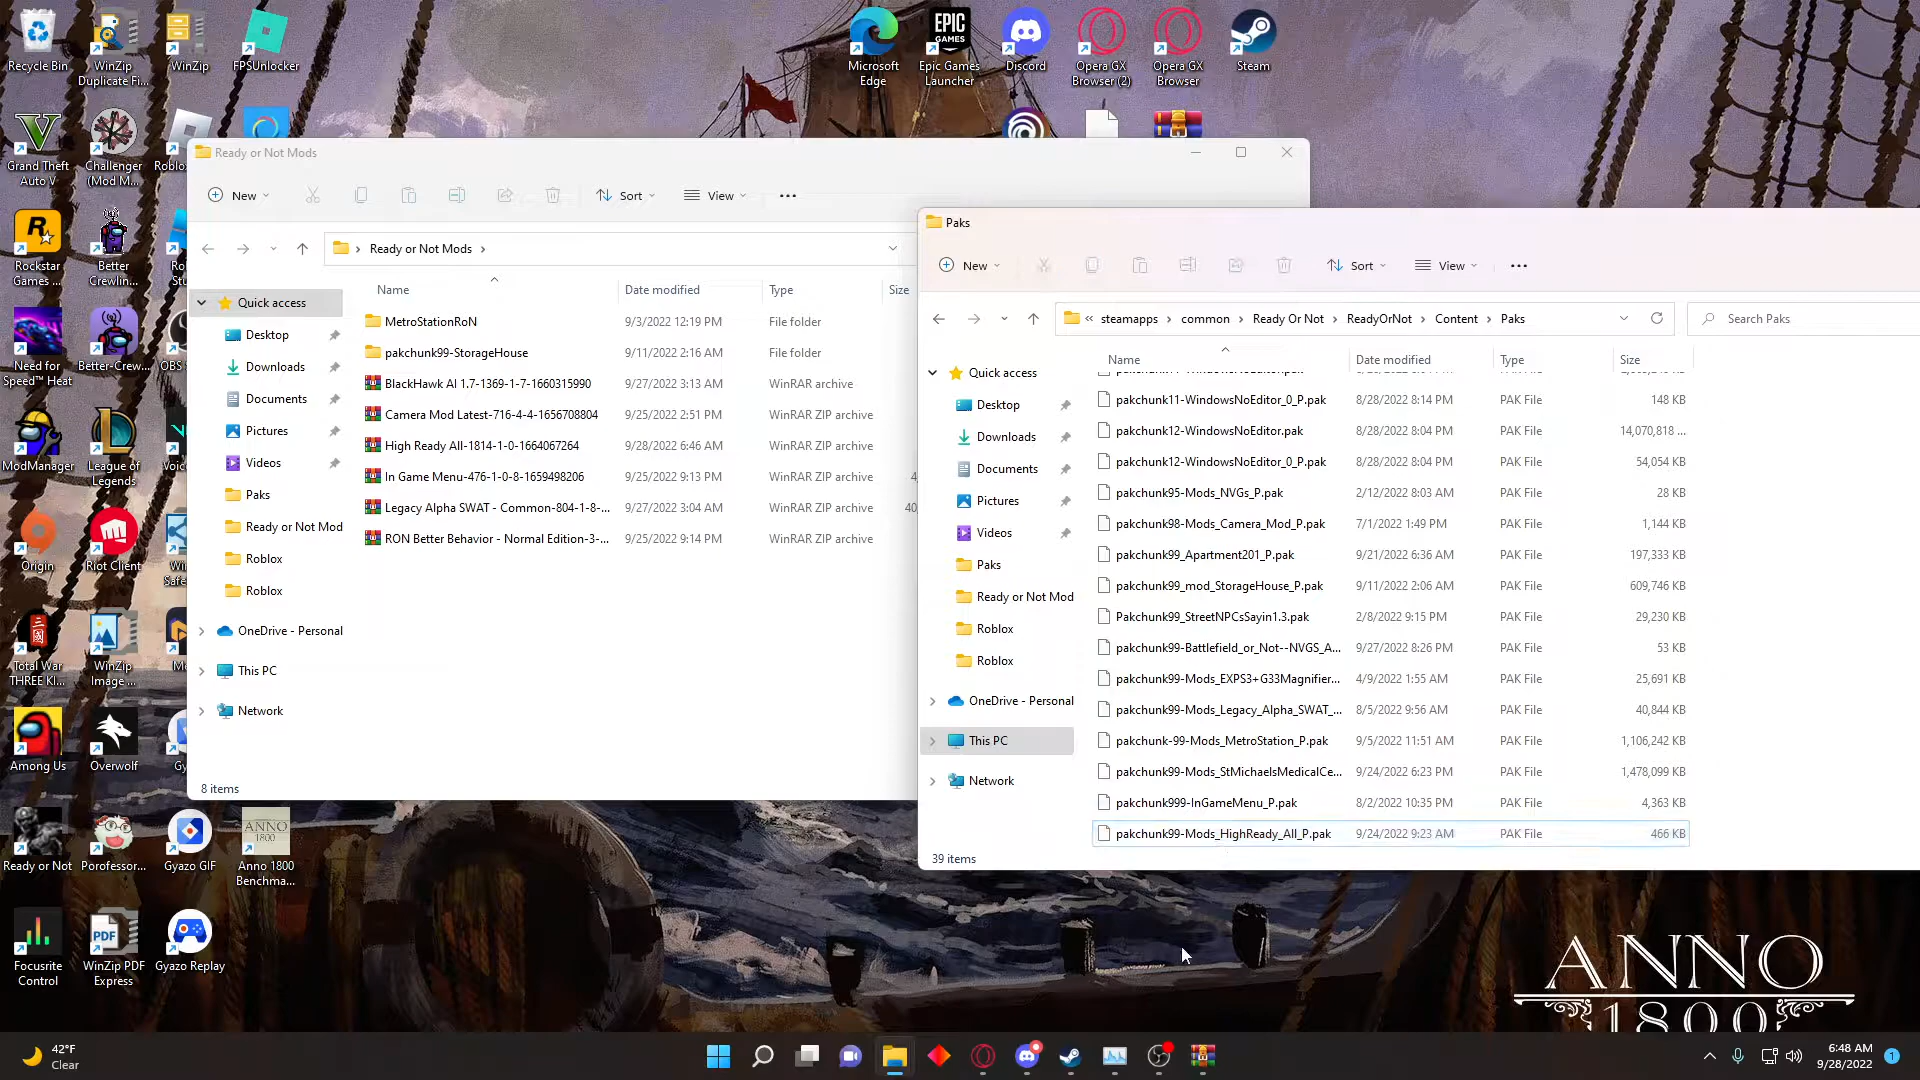 Recycle Bin
WinZip
Duplicate Fi...
WinZip
FPSUnlocker
Microsoft
Edge
EPIC
GAMES
Epic Games
Launcher
Discord
Opera GX
Browser (2)
Opera GX
Browser
Steam
Grand Theft
Auto V
Challenger
(Mod M...
Rockstar
Games ...
Better
Crewlin...
Need for
Speed™ Heat
Better-Crew...
ModManager
League of
Legends
Origin
Riot Client
Total War
THREE KI...
WinZip
Image ...
Among Us
Overwolf
Ready or Not
Porofessor...
Gyazo GIF
ANNO
1800
Anno 1800
Benchma...
Focusrite
Control
PDF
WinZip PDF
Express
Gyazo Replay
Ready or Not Mods
New
Sort
View
Ready or Not Mods
Name
Date modified
Type
Size
Quick access
Desktop
Downloads
Documents
Pictures
Videos
Paks
Ready or Not Mod
Roblox
Roblox
OneDrive - Personal
This PC
Network
MetroStationRoN 9/3/2022 12:19 PM File folder
pakchunk99-StorageHouse 9/11/2022 2:16 AM File folder
BlackHawk AI 1.7-1369-1-7-1660315990 9/27/2022 3:13 AM WinRAR archive
Camera Mod Latest-716-4-4-1656708804 9/25/2022 2:51 PM WinRAR ZIP archive
High Ready All-1814-1-0-1664067264 9/28/2022 6:46 AM WinRAR ZIP archive
In Game Menu-476-1-0-8-1659498206 9/25/2022 9:13 PM WinRAR ZIP archive
Legacy Alpha SWAT - Common-804-1-8-... 9/27/2022 3:04 AM WinRAR ZIP archive
RON Better Behavior - Normal Edition-3-... 9/25/2022 9:14 PM WinRAR ZIP archive
8 items
Paks
New
Sort
View
« steamapps > common > Ready Or Not > ReadyOrNot > Content > Paks
Search Paks
Name
Date modified
Type
Size
Quick access
Desktop
Downloads
Documents
Pictures
Videos
Paks
Ready or Not Mod
Roblox
Roblox
OneDrive - Personal
This PC
Network
pakchunk11-WindowsNoEditor_0_P.pak 8/28/2022 8:14 PM PAK File 148 KB
pakchunk12-WindowsNoEditor.pak 8/28/2022 8:04 PM PAK File 14,070,818 ...
pakchunk12-WindowsNoEditor_0_P.pak 8/28/2022 8:04 PM PAK File 54,054 KB
pakchunk95-Mods_NVGs_P.pak 2/12/2022 8:03 AM PAK File 28 KB
pakchunk98-Mods_Camera_Mod_P.pak 7/1/2022 1:49 PM PAK File 1,144 KB
pakchunk99_Apartment201_P.pak 9/21/2022 6:36 AM PAK File 197,333 KB
pakchunk99_mod_StorageHouse_P.pak 9/11/2022 2:06 AM PAK File 609,746 KB
Pakchunk99_StreetNPCsSayin1.3.pak 2/8/2022 9:15 PM PAK File 29,230 KB
pakchunk99-Battlefield_or_Not--NVGS_A... 9/27/2022 8:26 PM PAK File 53 KB
pakchunk99-Mods_EXPS3+G33Magnifier... 4/9/2022 1:55 AM PAK File 25,691 KB
pakchunk99-Mods_Legacy_Alpha_SWAT_... 8/5/2022 9:56 AM PAK File 40,844 KB
pakchunk-99-Mods_MetroStation_P.pak 9/5/2022 11:51 AM PAK File 1,106,242 KB
pakchunk99-Mods_StMichaelsMedicalCe... 9/24/2022 6:23 PM PAK File 1,478,099 KB
pakchunk999-InGameMenu_P.pak 8/2/2022 10:35 PM PAK File 4,363 KB
pakchunk99-Mods_HighReady_All_P.pak 9/24/2022 9:23 AM PAK File 466 KB
39 items
ANNO
1800
42°F
Clear
6:48 AM
9/28/2022
1